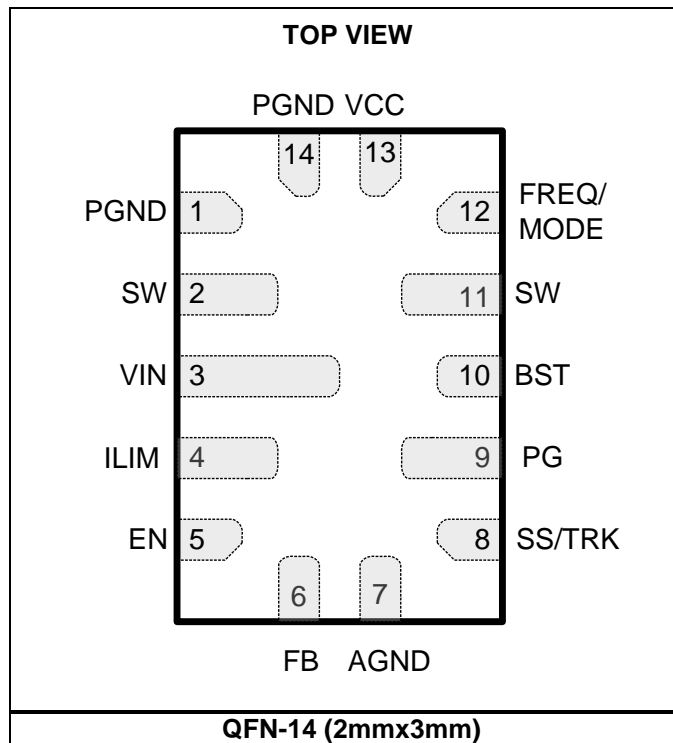 TOP VIEW
PGND VCC
14 13
PGND 1 12 FREQ/
MODE
SW 2 11 SW
VIN 3 10 BST
ILIM 4 9 PG
EN 5 8 SS/TRK
6 7
FB AGND
QFN-14 (2mmx3mm)